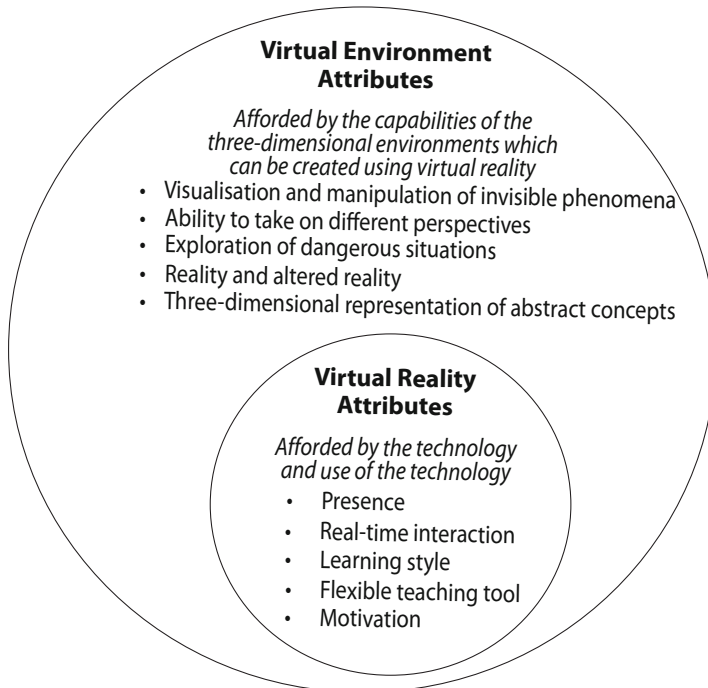 Virtual Environment
Attributes
Afforded by the capabilities of the
three-dimensional environments which
can be created using virtual reality
• Visualisation and manipulation of invisible phenomena
• Ability to take on different perspectives
• Exploration of dangerous situations
• Reality and altered reality
• Three-dimensional representation of abstract concepts
Virtual Reality
Attributes
Afforded by the technology
and use of the technology
• Presence
• Real-time interaction
• Learning style
• Flexible teaching tool
• Motivation